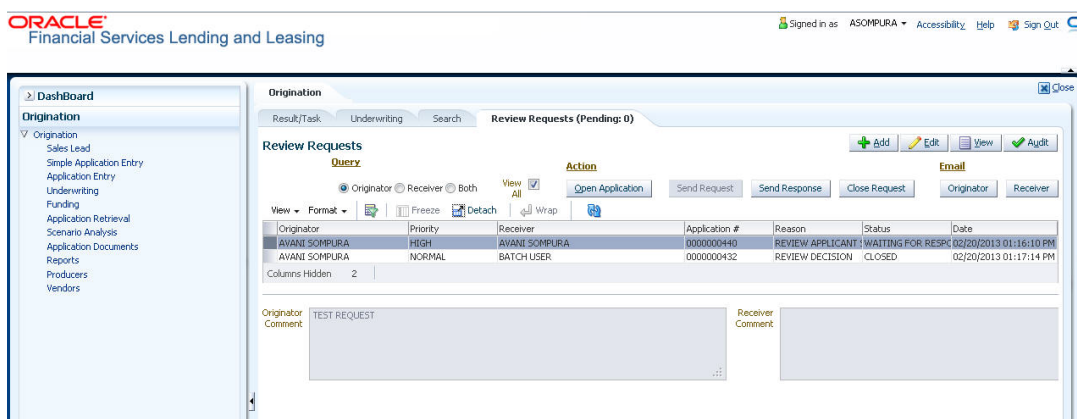 ORACLE
Financial Services Lending and Leasing
Signed in as ASOMPURA Accessibility Help Sign Out
Close
DashBoard
Origination
Origination
Sales Lead
Simple Application Entry
Application Entry
Underwriting
Funding
Application Retrieval
Scenario Analysis
Application Documents
Reports
Producers
Vendors
Origination
Result/Task Underwriting Search Review Requests (Pending: 0)
Review Requests
Add Edit View Audit
Query Action Email
Originator Receiver Both View All Open Application Send Request Send Response Close Request Originator Receiver
View Format Freeze Detach Wrap
Originator Priority Receiver Application # Reason Status Date
AVANI SOMPURA HIGH AVANI SOMPURA 0000000440 REVIEW APPLICANT WAITING FOR RESPO 02/20/2013 01:16:10 PM
AVANI SOMPURA NORMAL BATCH USER 0000000432 REVIEW DECISION CLOSED 02/20/2013 01:17:14 PM
Columns Hidden 2
Originator Comment TEST REQUEST Receiver Comment